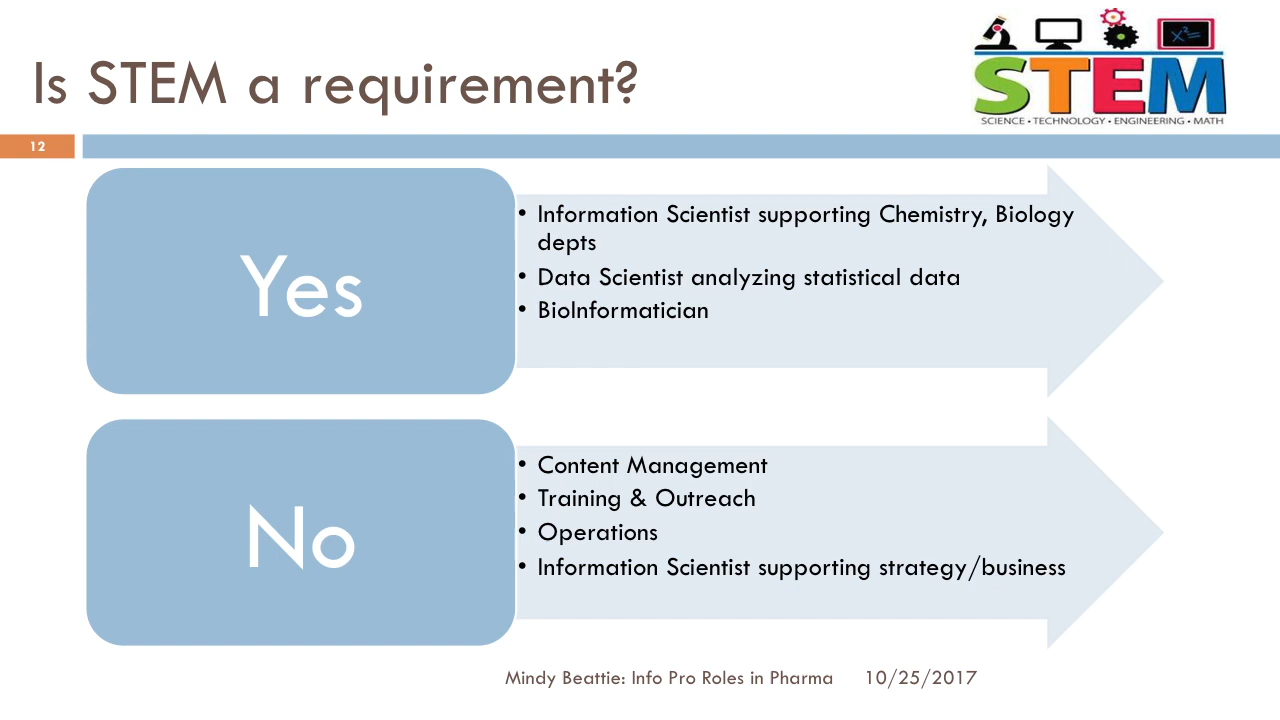 Is STEM a requirement?
x²=
STEM
SCIENCE • TECHNOLOGY • ENGINEERING • MATH
12
Yes
• Information Scientist supporting Chemistry, Biology
depts
• Data Scientist analyzing statistical data
• BioInformatician
No
• Content Management
• Training & Outreach
• Operations
• Information Scientist supporting strategy/business
Mindy Beattie: Info Pro Roles in Pharma 10/25/2017